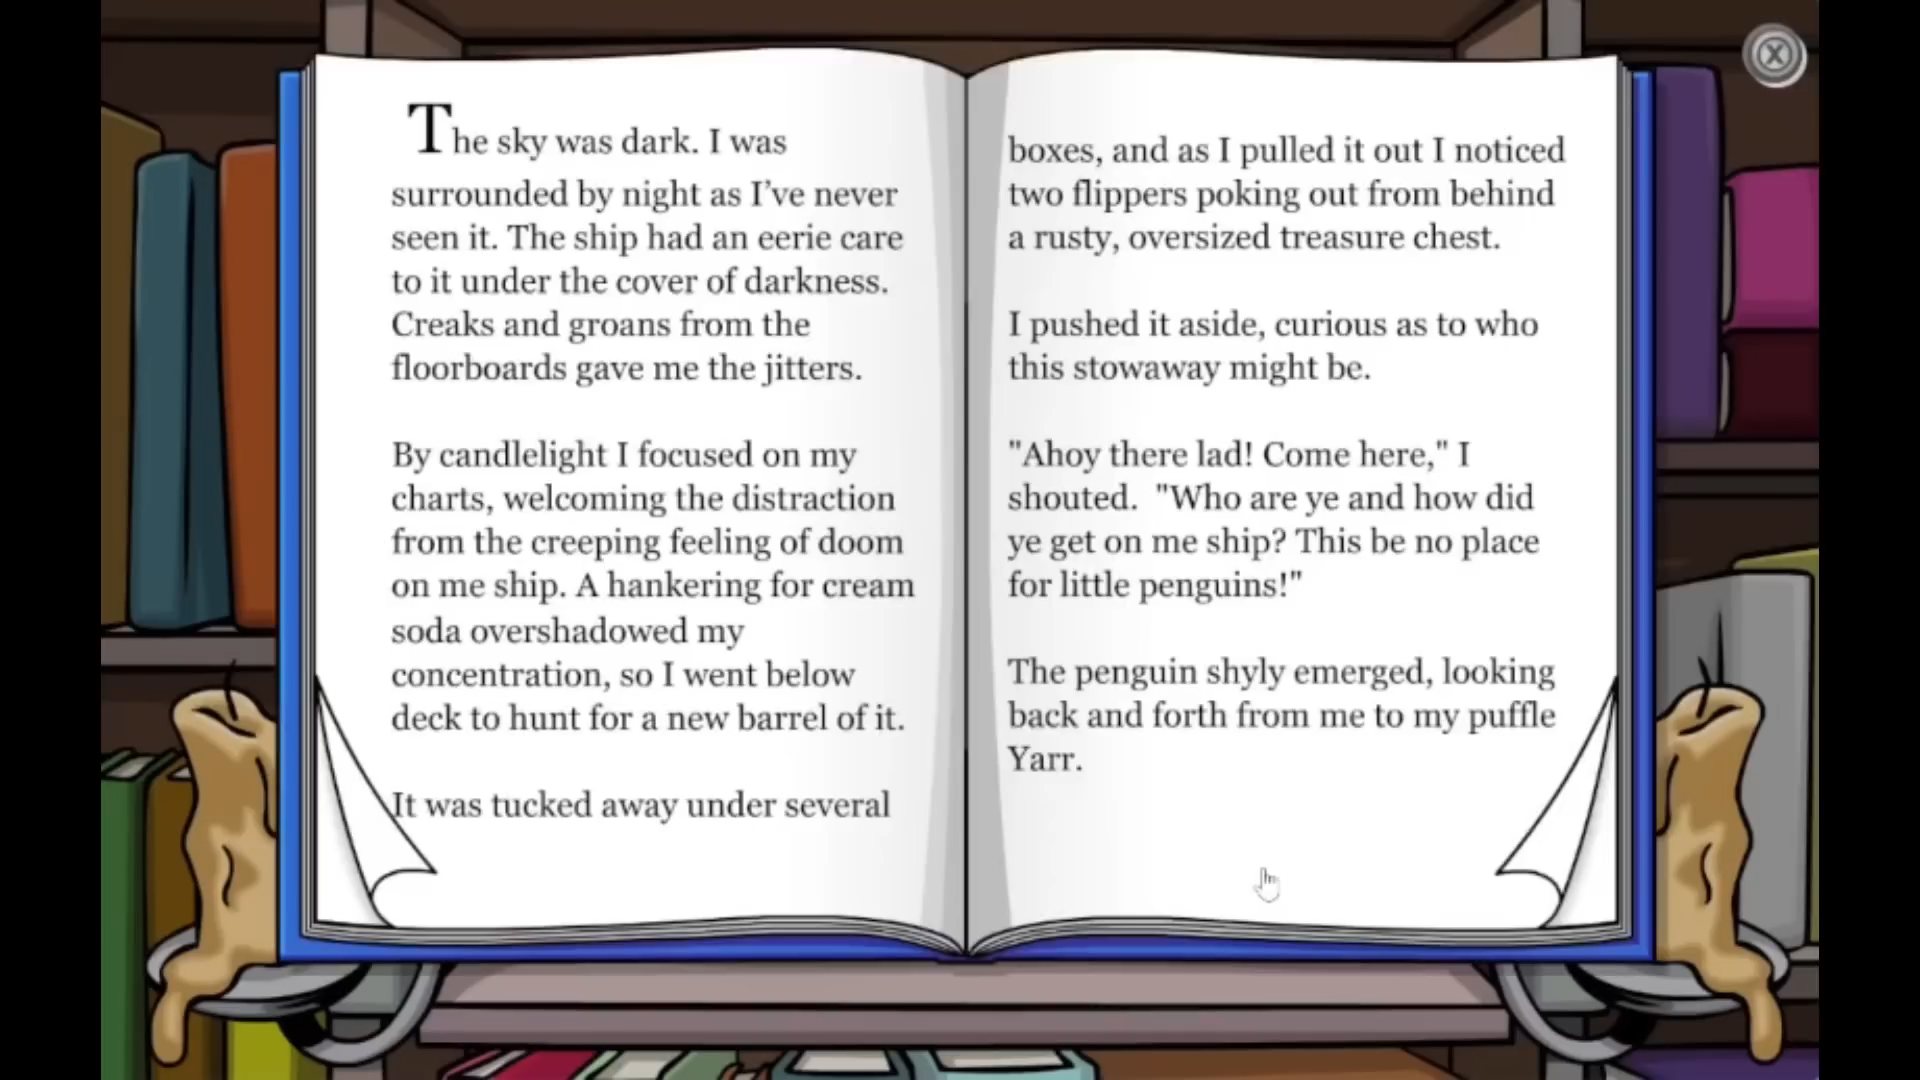 The sky was dark. I was
surrounded by night as I’ve never
seen it. The ship had an eerie care
to it under the cover of darkness.
Creaks and groans from the
floorboards gave me the jitters.
By candlelight I focused on my
charts, welcoming the distraction
from the creeping feeling of doom
on me ship. A hankering for cream
soda overshadowed my
concentration, so I went below
deck to hunt for a new barrel of it.
It was tucked away under several
boxes, and as I pulled it out I noticed
two flippers poking out from behind
a rusty, oversized treasure chest.
I pushed it aside, curious as to who
this stowaway might be.
"Ahoy there lad! Come here," I
shouted.  "Who are ye and how did
ye get on me ship? This be no place
for little penguins!"
The penguin shyly emerged, looking
back and forth from me to my puffle
Yarr.